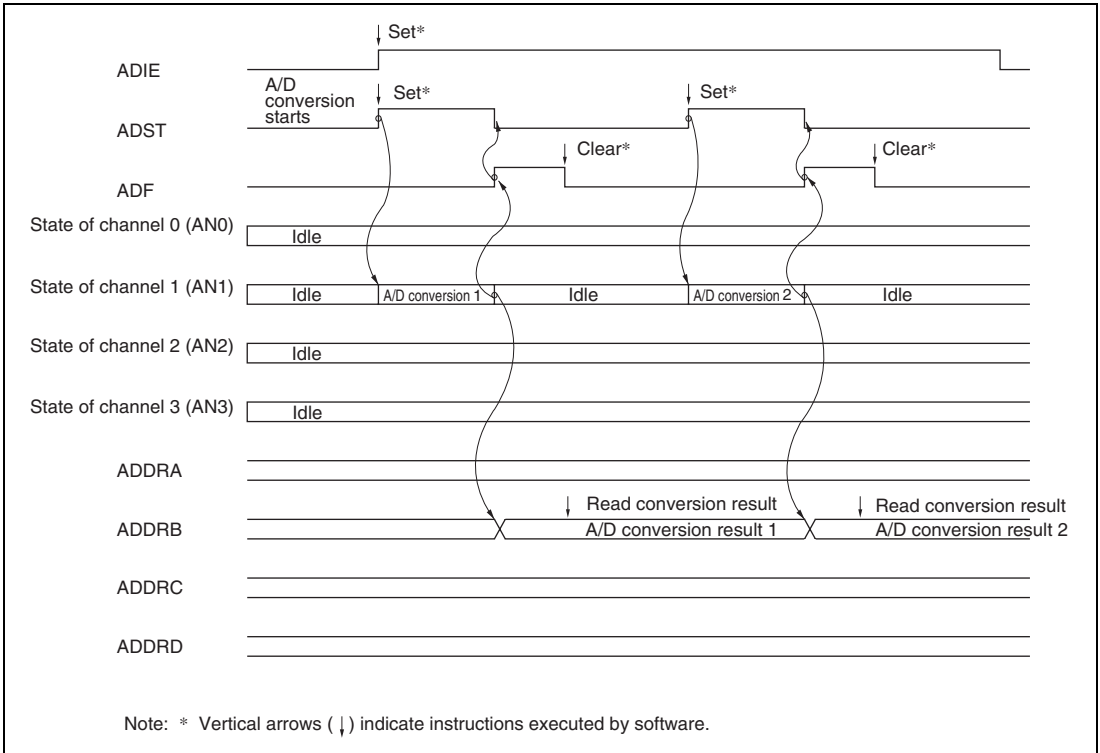 Set*
ADIE
A/D
conversion
starts
Set*
Set*
ADST
Clear*
Clear*
ADF
State of channel 0 (AN0)
Idle
State of channel 1 (AN1)
Idle
A/D conversion 1
Idle
A/D conversion 2
Idle
State of channel 2 (AN2)
Idle
State of channel 3 (AN3)
Idle
ADDRA
Read conversion result
Read conversion result
ADDRB
A/D conversion result 1
A/D conversion result 2
ADDRC
ADDRD
Note: * Vertical arrows (↓) indicate instructions executed by software.